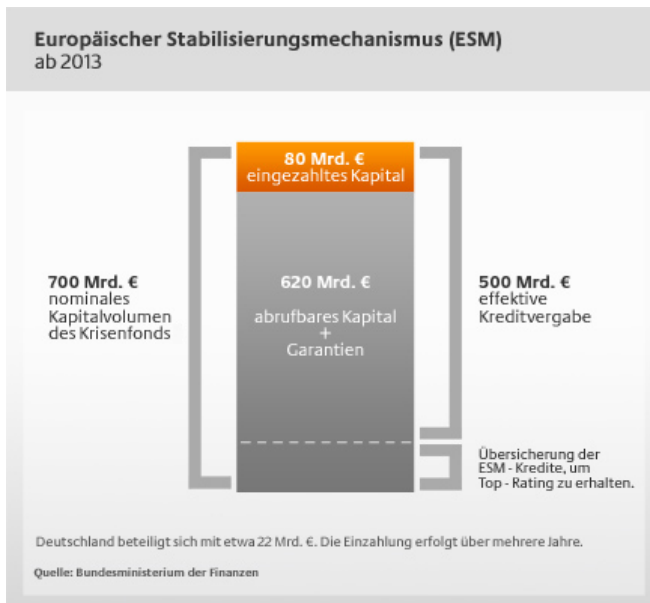 Europäischer Stabilisierungsmechanismus (ESM)
ab 2013
80 Mrd. €
eingezahltes Kapital
700 Mrd. €
nominales
Kapitalvolumen
des Krisenfonds
620 Mrd. €
abrufbares Kapital
+
Garantien
500 Mrd. €
effektive
Kreditvergabe
Übersicherung der
ESM - Kredite, um
Top - Rating zu erhalten.
Deutschland beteiligt sich mit etwa 22 Mrd. €. Die Einzahlung erfolgt über mehrere Jahre.
Quelle: Bundesministerium der Finanzen